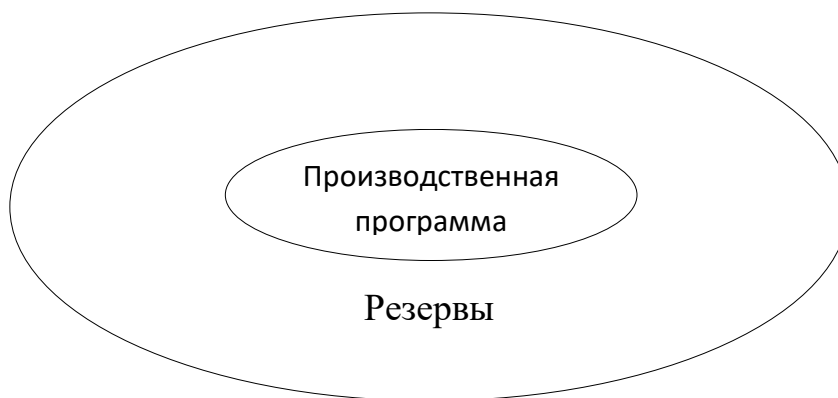 Производственная
программа
Резервы